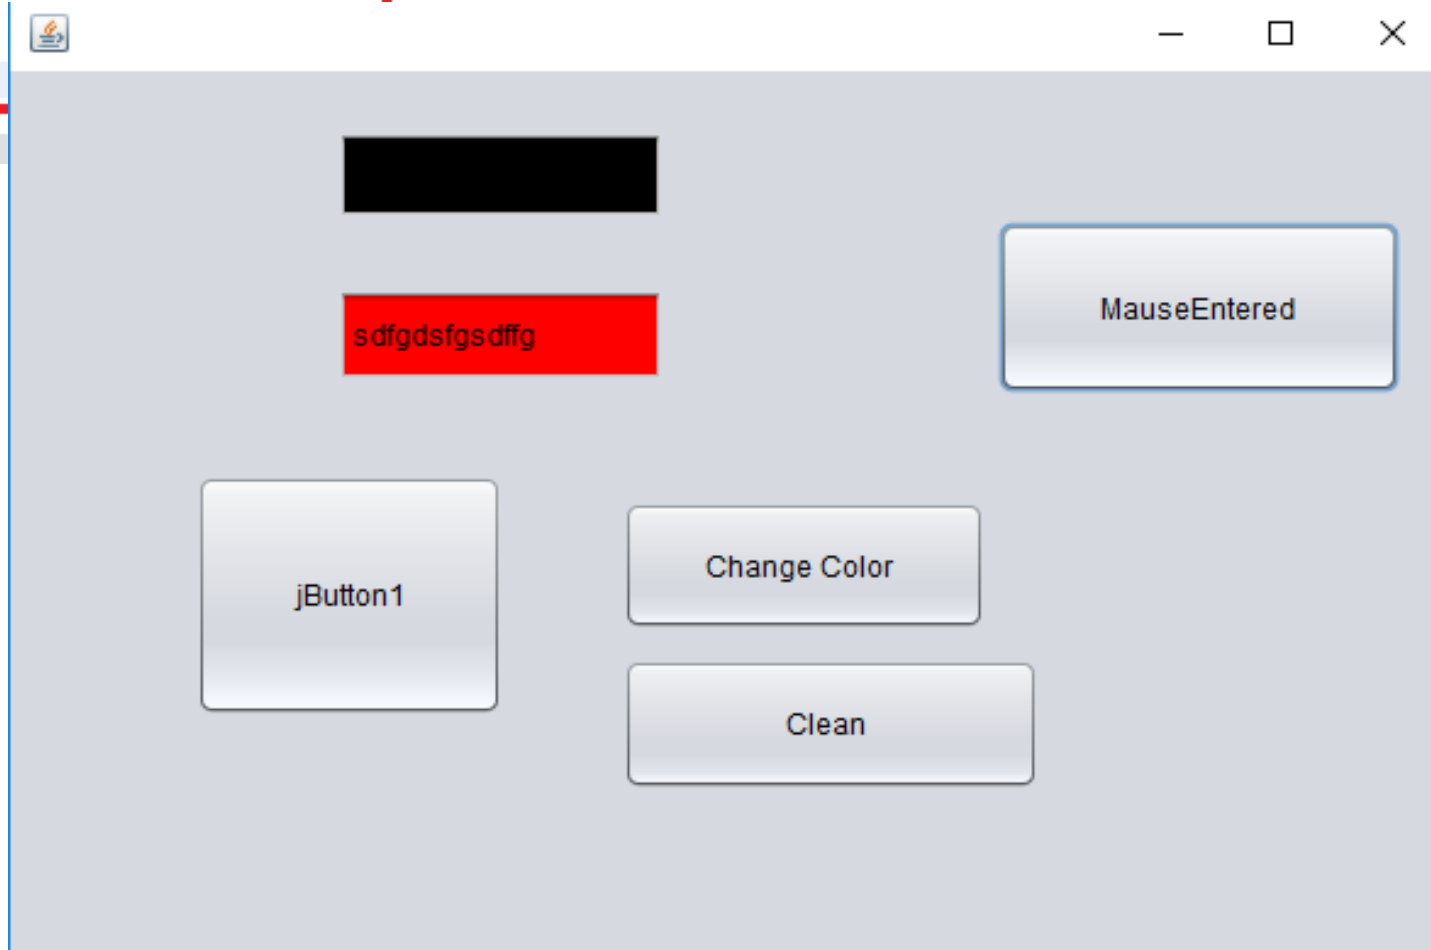 sdfgdsfgsdffg
MauseEntered
jButton1
Change Color
Clean